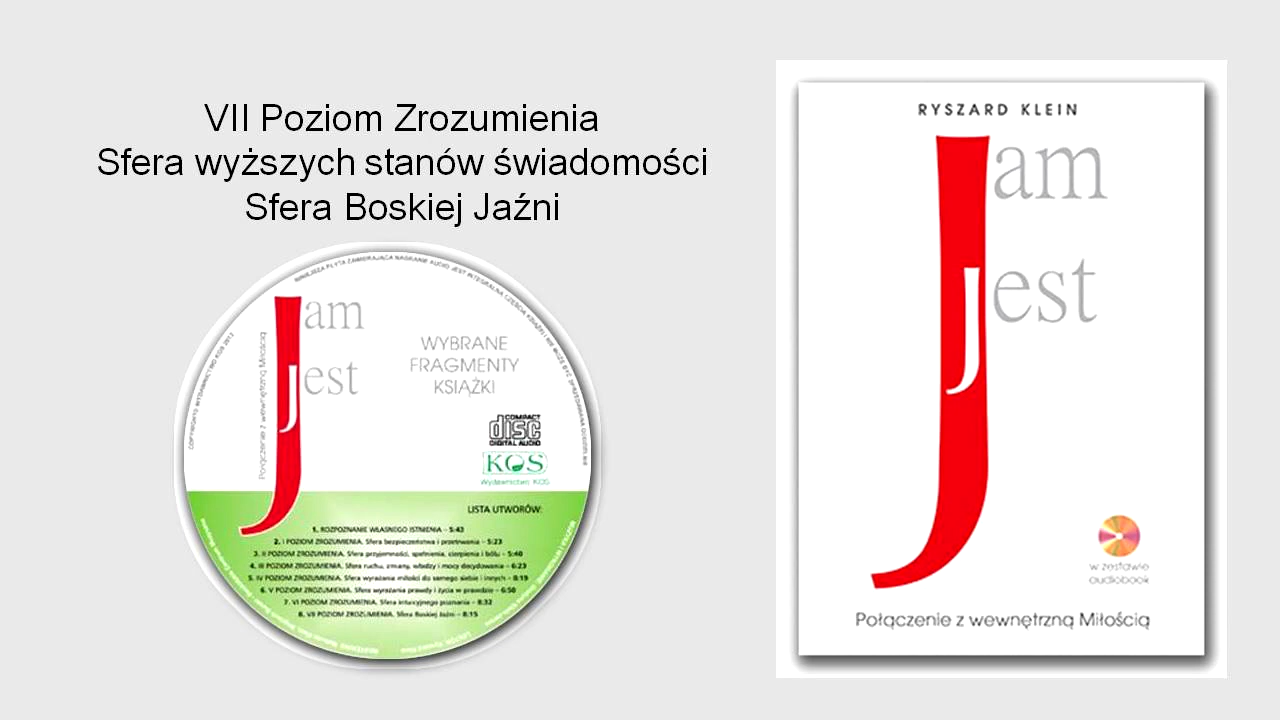 VII Poziom Zrozumienia
Sfera wyższych stanów świadomości
Sfera Boskiej Jaźni
Jam
Jest
Połączenie z wewnętrzną Miłością
WYBRANE
FRAGMENTY
KSIĄŻKI
COMPACT
disc
DIGITAL AUDIO
KOS
Wydawnictwo KOS
LISTA UTWORÓW:
1. ROZPOZNANIE WŁASNEGO ISTNIENIA – 5:43
2. I POZIOM ZROZUMIENIA. Sfera bezpieczeństwa i przetrwania – 5:23
3. II POZIOM ZROZUMIENIA. Sfera przyjemności, spełnienia, cierpienia i bólu – 5:40
4. III POZIOM ZROZUMIENIA. Sfera ruchu, zmiany, władzy i mocy decydowania – 6:23
5. IV POZIOM ZROZUMIENIA. Sfera wyrażania miłości do samego siebie i innych – 8:19
6. V POZIOM ZROZUMIENIA. Sfera wyrażania prawdy i życia w prawdzie – 6:50
7. VI POZIOM ZROZUMIENIA. Sfera intuicyjnego poznania – 8:32
8. VII POZIOM ZROZUMIENIA. Sfera Boskiej Jaźni – 8:15
RYSZARD KLEIN
Jam
Jest
w zestawie
audiobook
Połączenie z wewnętrzną Miłością